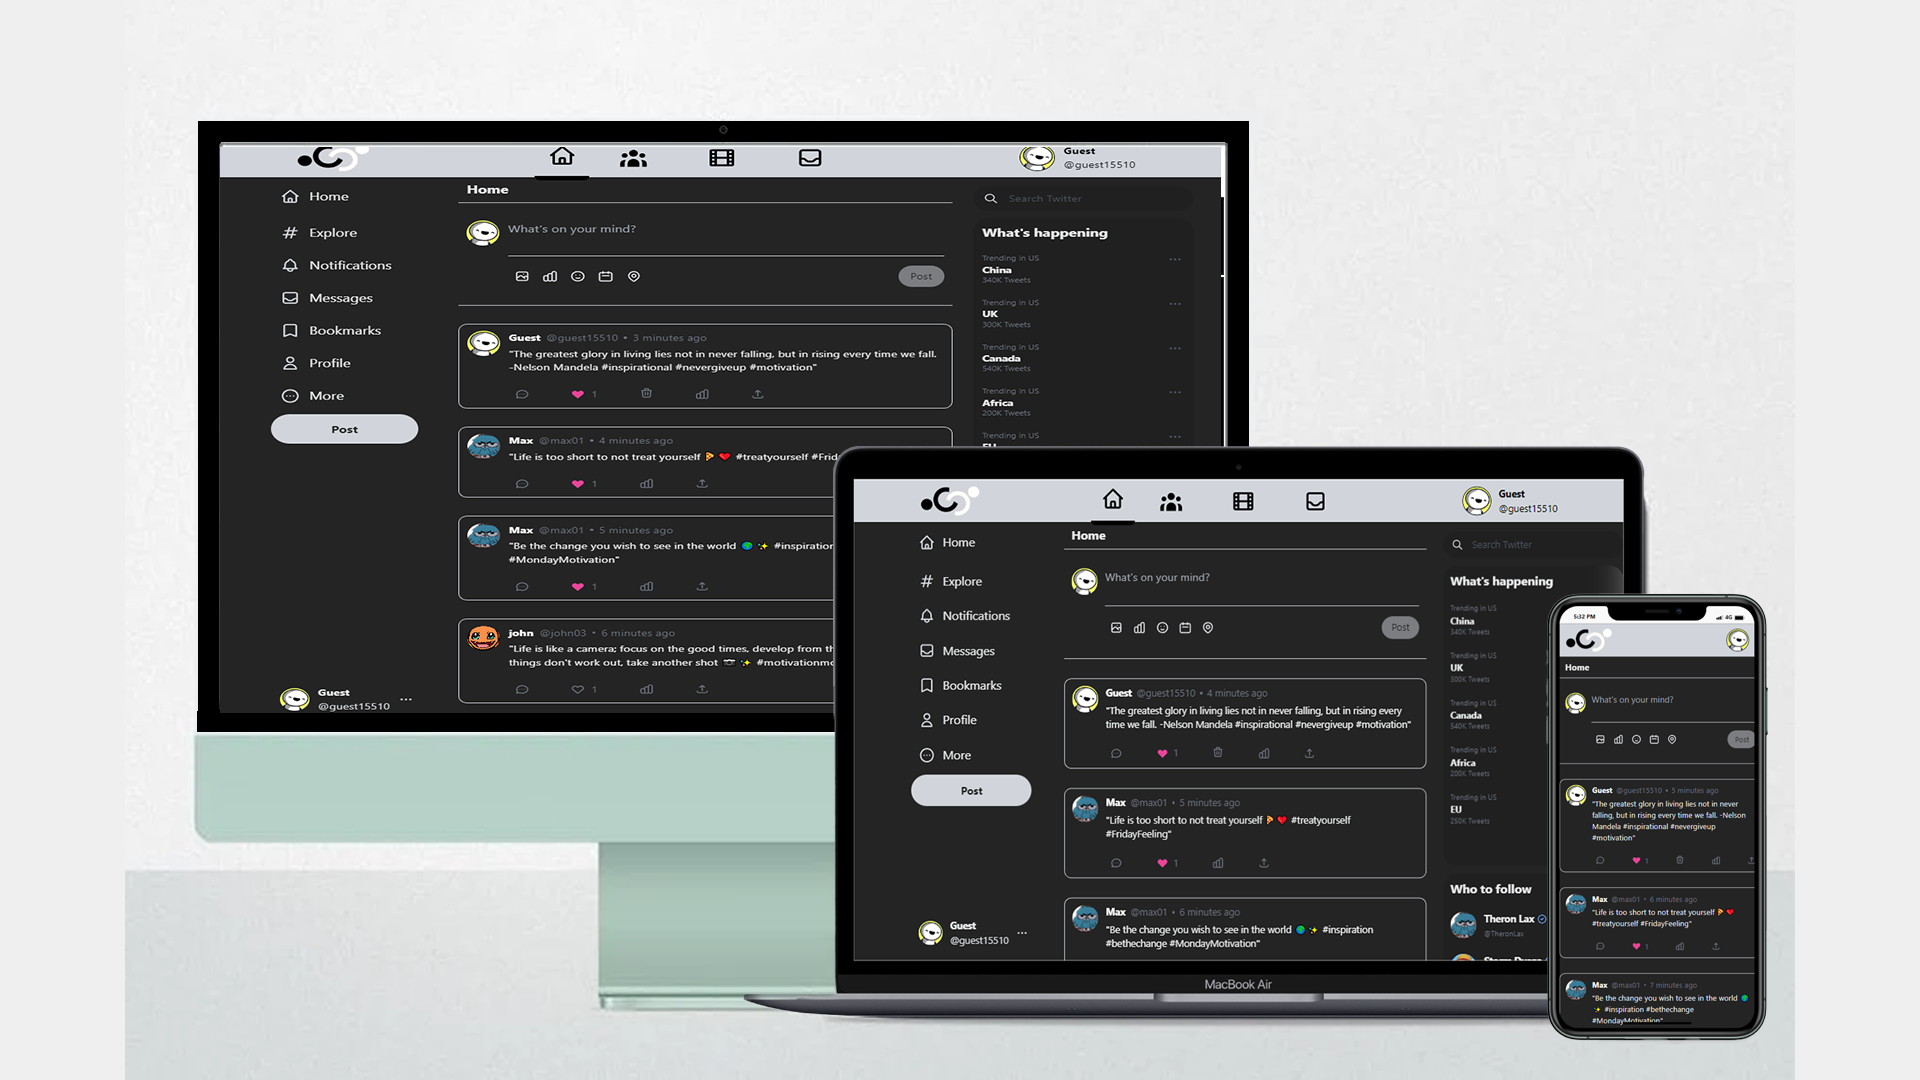 Guest
@guest15510
Home
Explore
Notifications
Messages
Bookmarks
Profile
More
Post
Guest
@guest15510
Home
What's on your mind?
Post
Guest @guest15510 • 3 minutes ago
"The greatest glory in living lies not in never falling, but in rising every time we fall.
-Nelson Mandela #inspirational #nevergiveup #motivation"
1
Max @max01 • 4 minutes ago
"Life is too short to not treat yourself 🍕 ❤️ #treatyourself #Frid
1
Max @max01 • 5 minutes ago
"Be the change you wish to see in the world 🌍 ✨ #inspiration
#MondayMotivation"
1
john @john03 • 6 minutes ago
"Life is like a camera; focus on the good times, develop from th
things don't work out, take another shot 📷 ✨ #motivationmo
1
Search Twitter
What's happening
Trending in US
China
340K Tweets
Trending in US
UK
300K Tweets
Trending in US
Canada
540K Tweets
Trending in US
Africa
200K Tweets
Trending in US
EU
Guest
@guest15510
Home
Explore
Notifications
Messages
Bookmarks
Profile
More
Post
Guest
@guest15510
Home
What's on your mind?
Post
Guest @guest15510 • 4 minutes ago
"The greatest glory in living lies not in never falling, but in rising every
time we fall. -Nelson Mandela #inspirational #nevergiveup #motivation"
1
Max @max01 • 5 minutes ago
"Life is too short to not treat yourself 🍕 ❤️ #treatyourself
#FridayFeeling"
1
Max @max01 • 6 minutes ago
"Be the change you wish to see in the world 🌍 ✨ #inspiration
#bethechange #MondayMotivation"
Search Twitter
What's happening
Trending in US
China
340K Tweets
Trending in US
UK
300K Tweets
Trending in US
Canada
540K Tweets
Trending in US
Africa
200K Tweets
Trending in US
EU
250K Tweets
Who to follow
Theron Lax
@TheronLax
MacBook Air
5:32 PM
4G
Home
What's on your mind?
Post
Guest @guest15510 • 5 minutes ago
"The greatest glory in living lies not in never
falling, but in rising every time we fall. -Nelson
Mandela #inspirational #nevergiveup
#motivation"
1
Max @max01 • 6 minutes ago
"Life is too short to not treat yourself 🍕 ❤️
#treatyourself #FridayFeeling"
1
Max @max01 • 7 minutes ago
"Be the change you wish to see in the world 🌍
✨ #inspiration #bethechange
#MondayMotivation"